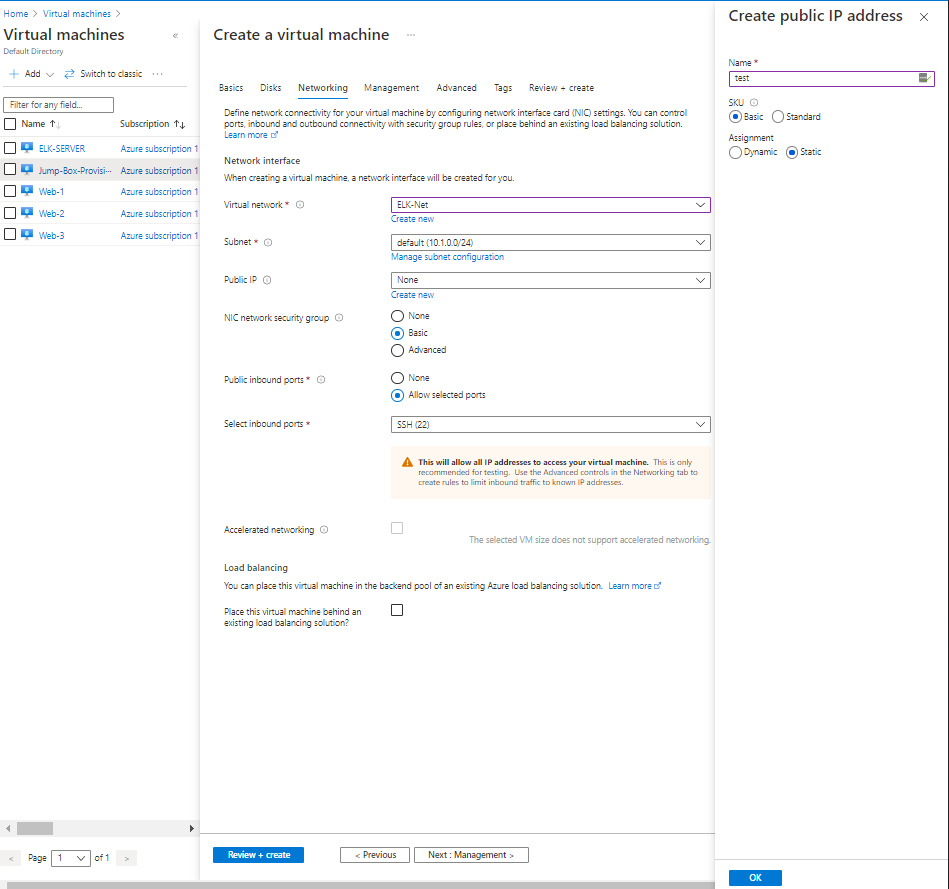 Home > Virtual machines >
Virtual machines «
Default Directory
+ Add Switch to classic ...
Filter for any field...
Name ↑↓ Subscription ↑↓
ELK-SERVER Azure subscription 1
Jump-Box-Provisi... Azure subscription 1
Web-1 Azure subscription 1
Web-2 Azure subscription 1
Web-3 Azure subscription 1
< Page 1 of 1 >
Create a virtual machine ...
Basics Disks Networking Management Advanced Tags Review + create
Define network connectivity for your virtual machine by configuring network interface card (NIC) settings. You can control
ports, inbound and outbound connectivity with security group rules, or place behind an existing load balancing solution.
Learn more
Network interface
When creating a virtual machine, a network interface will be created for you.
Virtual network * ELK-Net
Create new
Subnet * default (10.1.0.0/24)
Manage subnet configuration
Public IP None
Create new
NIC network security group None
Basic
Advanced
Public inbound ports * None
Allow selected ports
Select inbound ports * SSH (22)
This will allow all IP addresses to access your virtual machine. This is only
recommended for testing. Use the Advanced controls in the Networking tab to
create rules to limit inbound traffic to known IP addresses.
Accelerated networking
The selected VM size does not support accelerated networking.
Load balancing
You can place this virtual machine in the backend pool of an existing Azure load balancing solution. Learn more
Place this virtual machine behind an
existing load balancing solution?
Review + create < Previous Next : Management >
Create public IP address ×
Name *
test
SKU
Basic Standard
Assignment
Dynamic Static
OK